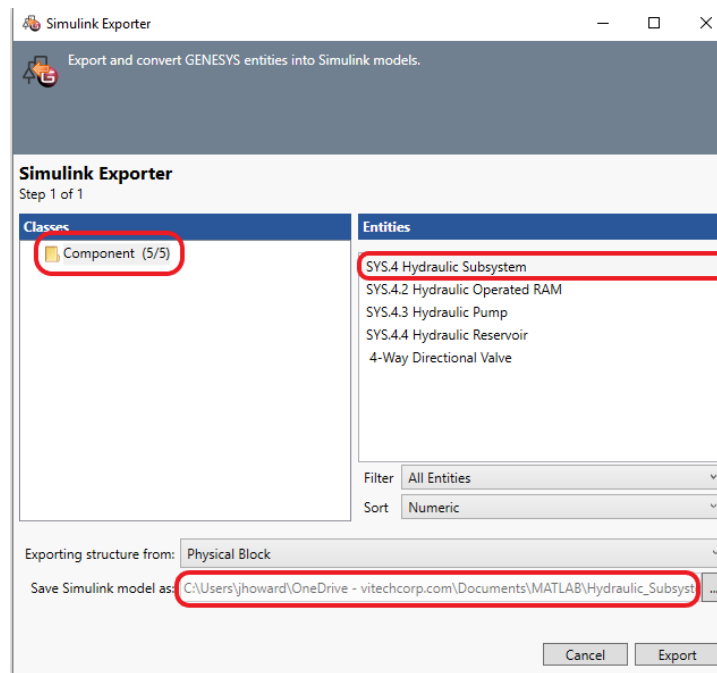 Simulink Exporter
Export and convert GENESYS entities into Simulink models.
Simulink Exporter
Step 1 of 1
Classes
Component (5/5)
Entities
SYS.4 Hydraulic Subsystem
SYS.4.2 Hydraulic Operated RAM
SYS.4.3 Hydraulic Pump
SYS.4.4 Hydraulic Reservoir
4-Way Directional Valve
Filter All Entities
Sort Numeric
Exporting structure from: Physical Block
Save Simulink model as: C:\Users\jhoward\OneDrive - vitechcorp.com\Documents\MATLAB\Hydraulic_Subsyst ...
Cancel Export